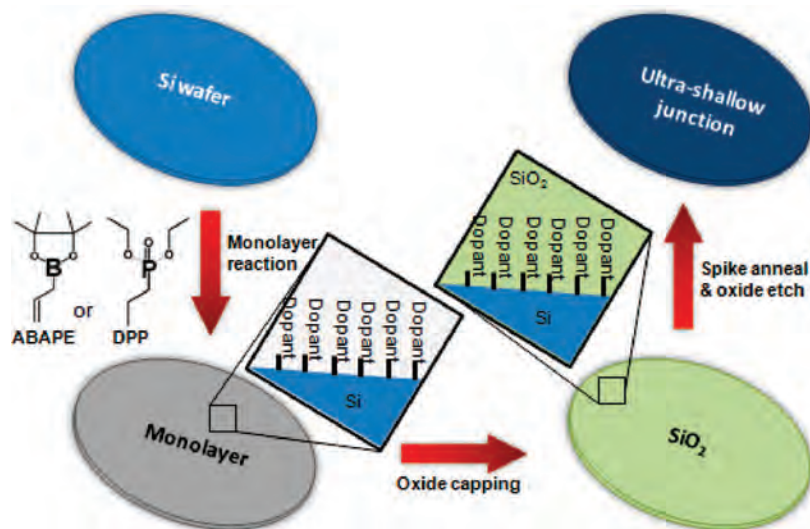 Si wafer
Ultra-shallow
junction
B
O
O
O
P
O
O
ABAPE or DPP
Monolayer
reaction
Dopant
Dopant
Dopant
Dopant
Dopant
Dopant
Si
SiO₂
Dopant
Dopant
Dopant
Dopant
Dopant
Dopant
Si
Spike anneal
& oxide etch
Monolayer
Oxide capping
SiO₂